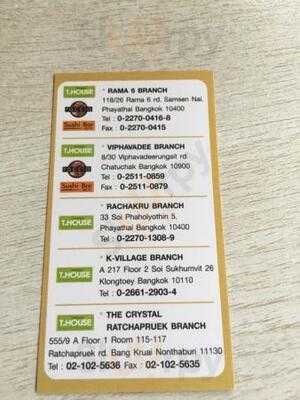 T.HOUSE
Sushi Bar
* RAMA 6 BRANCH
118/26 Rama 6 rd. Samsen Nai,
Phayathai Bangkok 10400
Tel : 0-2270-0416-8
Fax : 0-2270-0415
T.HOUSE
Sushi Bar
* VIPHAVADEE BRANCH
8/30 Viphavadeerungsit rd
Chatuchak Bangkok 10900
Tel : 0-2511-0859
Fax : 0-2511-0879
T.HOUSE
* RACHAKRU BRANCH
33 Soi Phaholyothin 5,
Phayathai Bangkok 10400
Tel : 0-2270-1308-9
T.HOUSE
* K-VILLAGE BRANCH
A 217 Floor 2 Soi Sukhumvit 26
Klongtoey Bangkok 10110
Tel : 0-2661-2903-4
T.HOUSE
* THE CRYSTAL
RATCHAPRUEK BRANCH
555/9 A Floor 1 Room 115-117
Ratchapruek rd. Bang Kruai Nonthaburi 11130
Tel : 02-102-5636 Fax : 02-102-5635